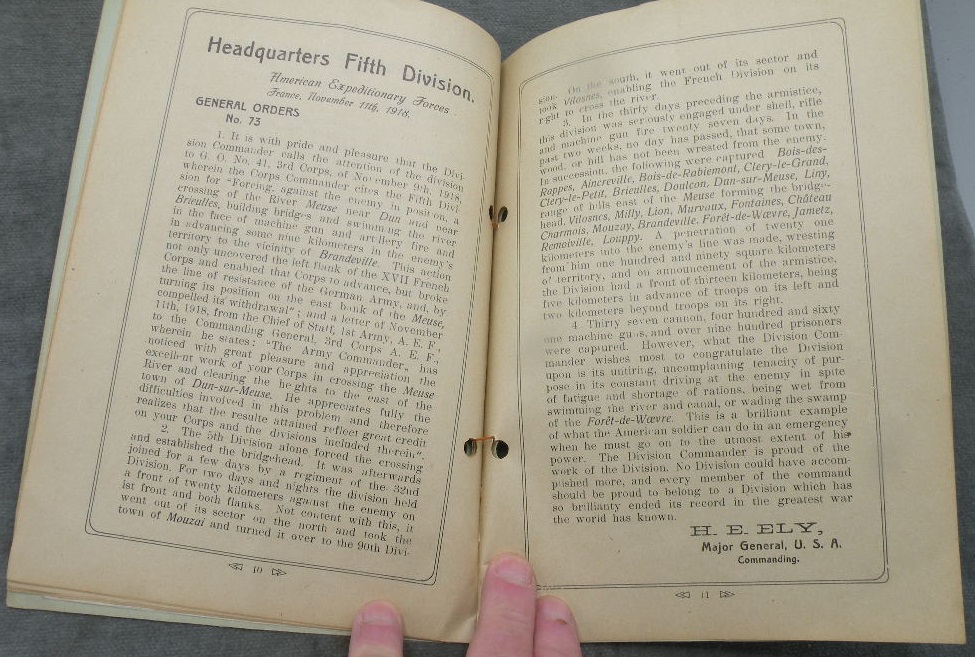 Headquarters Fifth Division.
American Expeditionary Forces
France, November 11th, 1918.
GENERAL ORDERS
No. 73
1. It is with pride and pleasure that the Divi-
sion Commander calls the attention of the division
to G. O. No. 41, 3rd Corps, of November 9th, 1918,
wherein the Corps Commander cites the Fifth Divi-
sion for "Forcing, against the enemy in position, a
crossing of the River Meuse near Dun and near
Brieulles, building bridges and swimming the river
in the face of machine gun and artillery fire and
in advancing some nine kilometers in the enemy's
territory to the vicinity of Brandeville. This action
not only uncovered the left flank of the XVII French
Corps and enabled that Corps to advance, but broke
the line of resistance of the German Army, and, by
turning its position on the east bank of the Meuse,
compelled its withdrawal"; and a letter of November
11th, 1918, from the Chief of Staff, 1st Army, A. E. F.,
to the Commanding General, 3rd Corps A. E. F.,
wherein he states: "The Army Commander, has
noticed with great pleasure and appreciation the
excellent work of your Corps in crossing the Meuse
River and clearing the heights to the east of the
town of Dun-sur-Meuse. He appreciates fully the
difficulties involved in this problem and therefore
realizes that the results attained reflect great credit
on your Corps and the divisions included therein".
2. The 5th Division alone forced the crossing
and established the bridgehead. It was afterwards
joined for a few days by a regiment of the 32nd
Division. For two days and nights the division held
a front of twenty kilometers against the enemy on
ist front and both flanks. Not content with this, it
went out of its sector on the north and took the
town of Mouzai and turned it over to the 90th Divi-
10
sion. On the south, it went out of its sector and
took Vilosnes, enabling the French Division on its
right to cross the river.
3. In the thirty days preceding the armistice,
this division was seriously engaged under shell, rifle
and machine gun fire twenty seven days. In the
past two weeks, no day has passed, that some town,
wood, or hill has not been wrested from the enemy.
In succession, the following were captured Bois-des-
Rappes, Aincreville, Bois-de-Rabiemont, Clery-le-Grand,
Clery-le-Petit, Brieulles, Doulcon, Dun-sur-Meuse, Liny,
range of hills east of the Meuse forming the bridge-
head, Vilosnes, Milly, Lion, Murvaux, Fontaines, Château
Charmois, Mouzay, Brandeville, Forêt-de-Wœvre, Jametz,
Remoiville, Louppy. A penetration of twenty one
kilometers into the enemy's line was made, wresting
from him one hundred and ninety square kilometers
of territory, and on announcement of the armistice,
the Division had a front of thirteen kilometers, being
five kilometers in advance of troops on its left and
two kilometers beyond troops on its right.
4 Thirty seven cannon, four hundred and sixty
one machine guns, and over nine hundred prisoners
were captured. However, what the Division Com-
mander wishes most to congratulate the Division
upon is its untiring, uncomplaining tenacity of pur-
pose in its constant driving at the enemy in spite
of fatigue and shortage of rations, being wet from
swimming the river and canal, or wading the swamp
of the Forêt-de-Wœvre. This is a brilliant example
of what the American soldier can do in an emergency
when he must go on to the utmost extent of his
power. The Division Commander is proud of the
work of the Division. No Division could have accom-
plished more, and every member of the command
should be proud to belong to a Division which has
so brilliantly ended its record in the greatest war
the world has known.
H. E. ELY,
Major General, U. S. A.
Commanding.
11